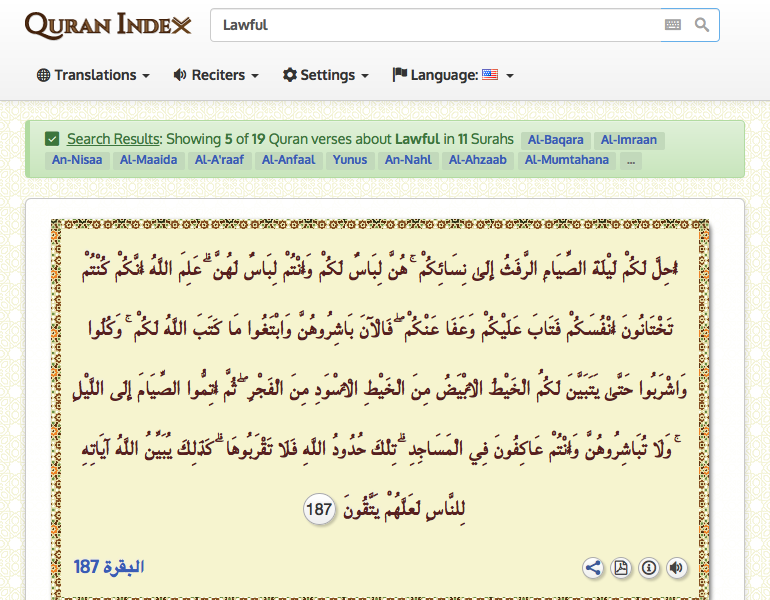 QURAN INDEX
Lawful
Translations Reciters Settings Language:
Search Results: Showing 5 of 19 Quran verses about Lawful in 11 Surahs Al-Baqara Al-Imraan
An-Nisaa Al-Maaida Al-A'raaf Al-Anfaal Yunus An-Nahl Al-Ahzaab Al-Mumtahana ...
أُحِلَّ لَكُمْ لَيْلَةَ الصِّيَامِ الرَّفَثُ إِلَىٰ نِسَائِكُمْ ۚ هُنَّ لِبَاسٌ لَكُمْ وَأَنْتُمْ لِبَاسٌ لَهُنَّ ۗ عَلِمَ اللَّهُ أَنَّكُمْ كُنْتُمْ
تَخْتَانُونَ أَنْفُسَكُمْ فَتَابَ عَلَيْكُمْ وَعَفَا عَنْكُمْ ۖ فَالْآنَ بَاشِرُوهُنَّ وَابْتَغُوا مَا كَتَبَ اللَّهُ لَكُمْ ۚ وَكُلُوا
وَاشْرَبُوا حَتَّىٰ يَتَبَيَّنَ لَكُمُ الْخَيْطُ الْأَبْيَضُ مِنَ الْخَيْطِ الْأَسْوَدِ مِنَ الْفَجْرِ ۖ ثُمَّ أَتِمُّوا الصِّيَامَ إِلَى اللَّيْلِ
ۚ وَلَا تُبَاشِرُوهُنَّ وَأَنْتُمْ عَاكِفُونَ فِي الْمَسَاجِدِ ۗ تِلْكَ حُدُودُ اللَّهِ فَلَا تَقْرَبُوهَا ۗ كَذَٰلِكَ يُبَيِّنُ اللَّهُ آيَاتِهِ
لِلنَّاسِ لَعَلَّهُمْ يَتَّقُونَ 187
البقرة 187